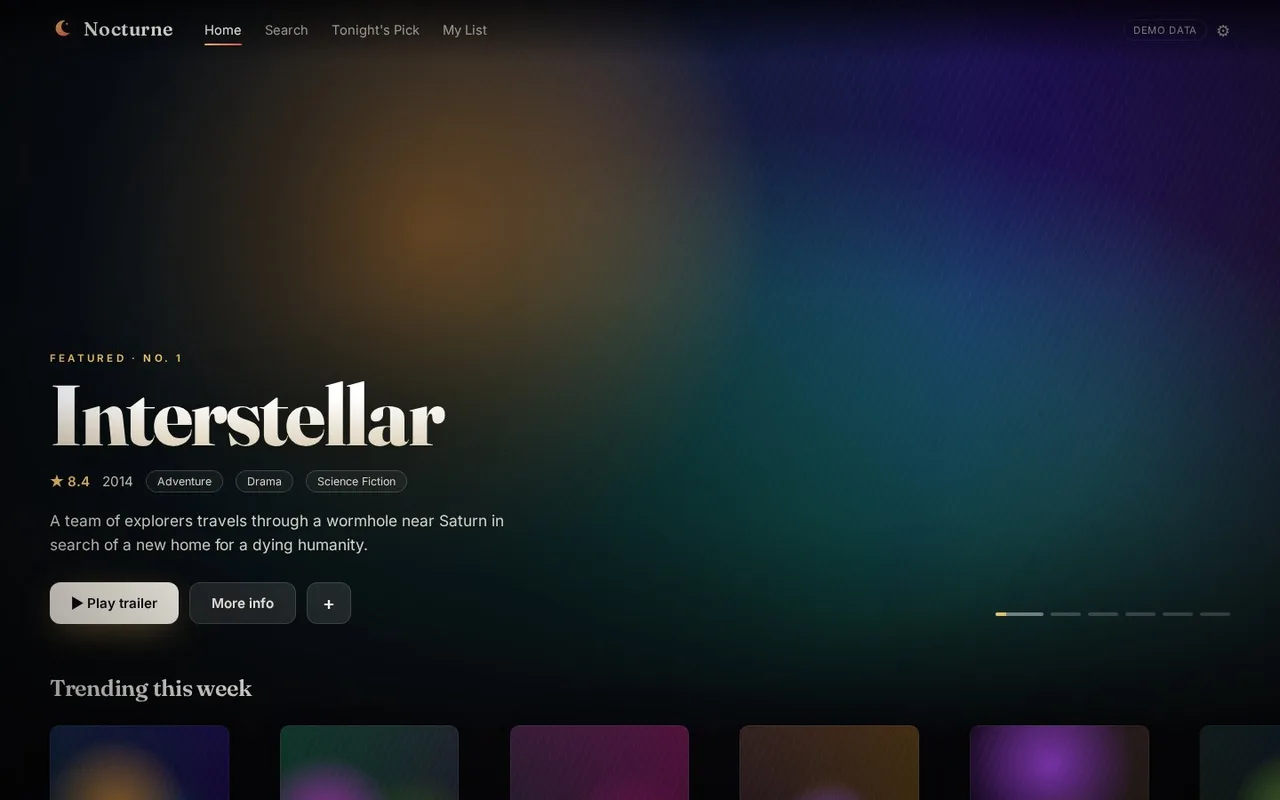 Nocturne
Home
Search
Tonight's Pick
My List
DEMO DATA
FEATURED · NO. 1
Interstellar
★ 8.4 2014 Adventure Drama Science Fiction
A team of explorers travels through a wormhole near Saturn in
search of a new home for a dying humanity.
▶ Play trailer
More info
+
Trending this week